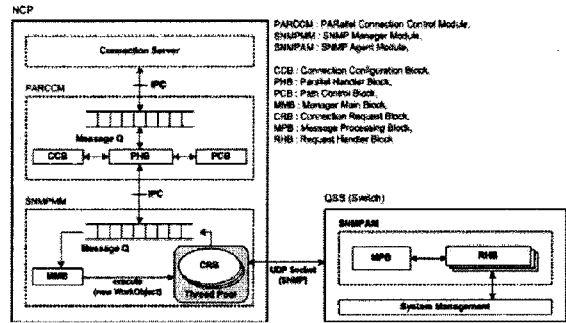 NCP
Connection Server
IPC
PARCCM
Message Q
CCB
PHB
PCB
IPC
SNMPMM
Message Q
MMB
execute
(new WorkObject)
CRB
Thread Pool
UDP Socket
(SNMP)
PARCCM : PARallel Connection Control Module,
SNMPMM : SNMP Manager Module,
SNMPAM : SNMP Agent Module,
CCB : Connection Configuration Block,
PHB : Parallel Handler Block,
PCB : Path Control Block,
MMB : Manager Main Block,
CRB : Connection Request Block,
MPB : Message Processing Block,
RHB : Request Handler Block
QSS (Switch)
SNMPAM
MPB
RHB
System Management